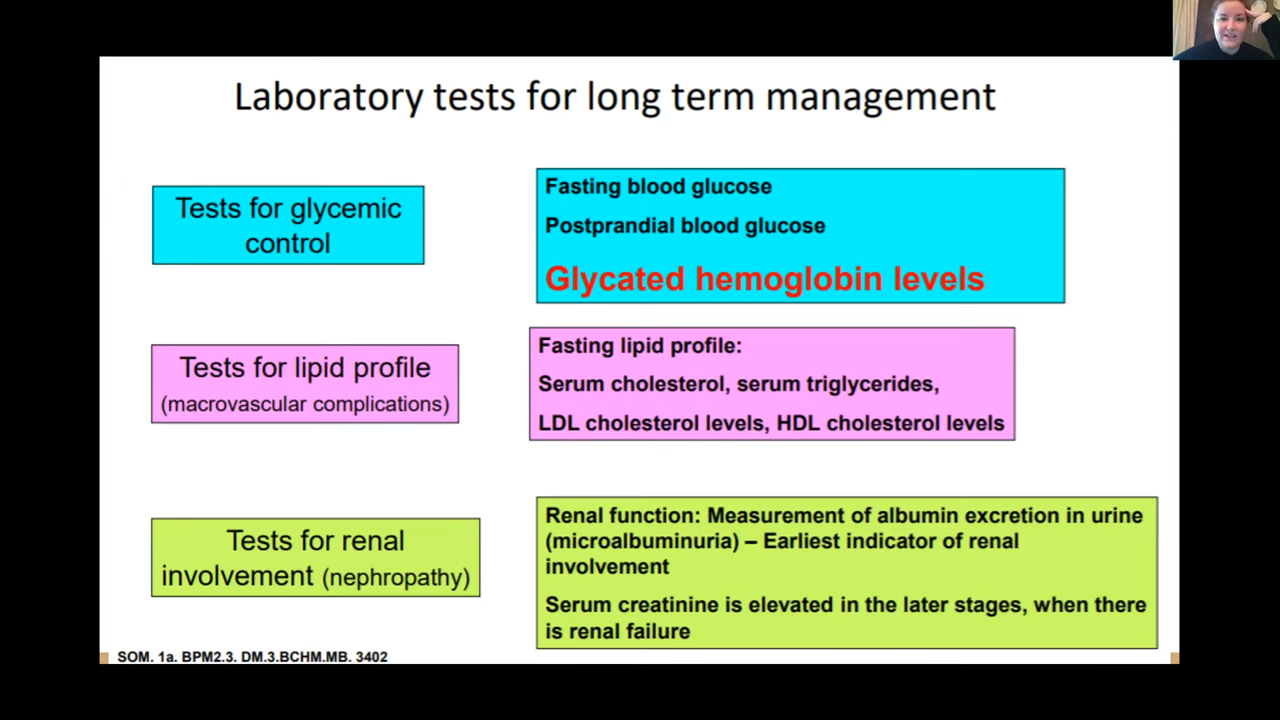 Laboratory tests for long term management
Tests for glycemic
control
Fasting blood glucose
Postprandial blood glucose
Glycated hemoglobin levels
Tests for lipid profile
(macrovascular complications)
Fasting lipid profile:
Serum cholesterol, serum triglycerides,
LDL cholesterol levels, HDL cholesterol levels
Tests for renal
involvement (nephropathy)
Renal function: Measurement of albumin excretion in urine
(microalbuminuria) – Earliest indicator of renal
involvement
Serum creatinine is elevated in the later stages, when there
is renal failure
SOM. 1a. BPM2.3. DM.3.BCHM.MB. 3402